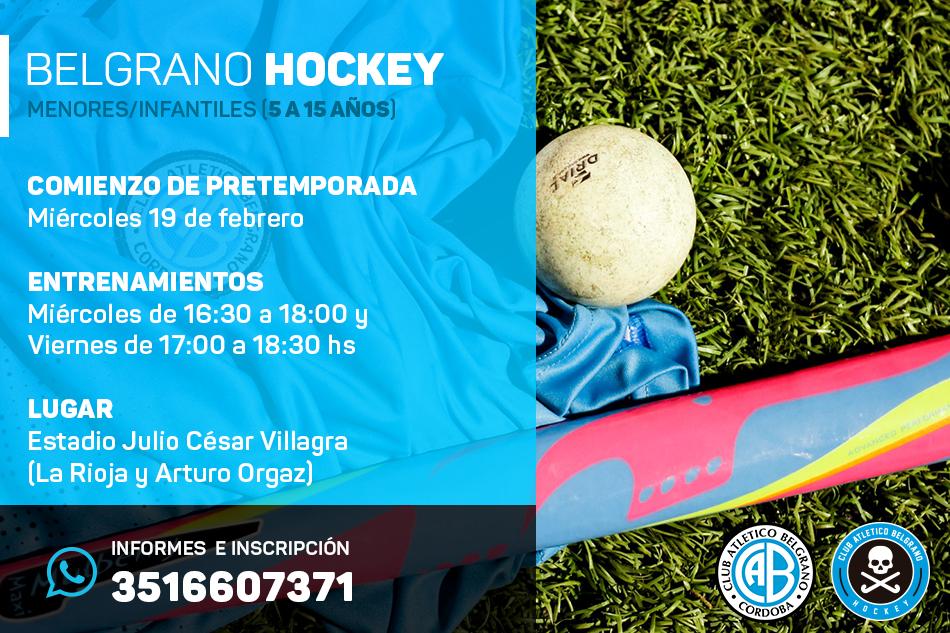 BELGRANO HOCKEY
MENORES/INFANTILES (5 A 15 AÑOS)
COMIENZO DE PRETEMPORADA
Miércoles 19 de febrero
ENTRENAMIENTOS
Miércoles de 16:30 a 18:00 y
Viernes de 17:00 a 18:30 hs
LUGAR
Estadio Julio César Villagra
(La Rioja y Arturo Orgaz)
INFORMES E INSCRIPCIÓN
3516607371
CLUB ATLETICO BELGRANO
CORDOBA
CLUB ATLETICO BELGRANO
HOCKEY